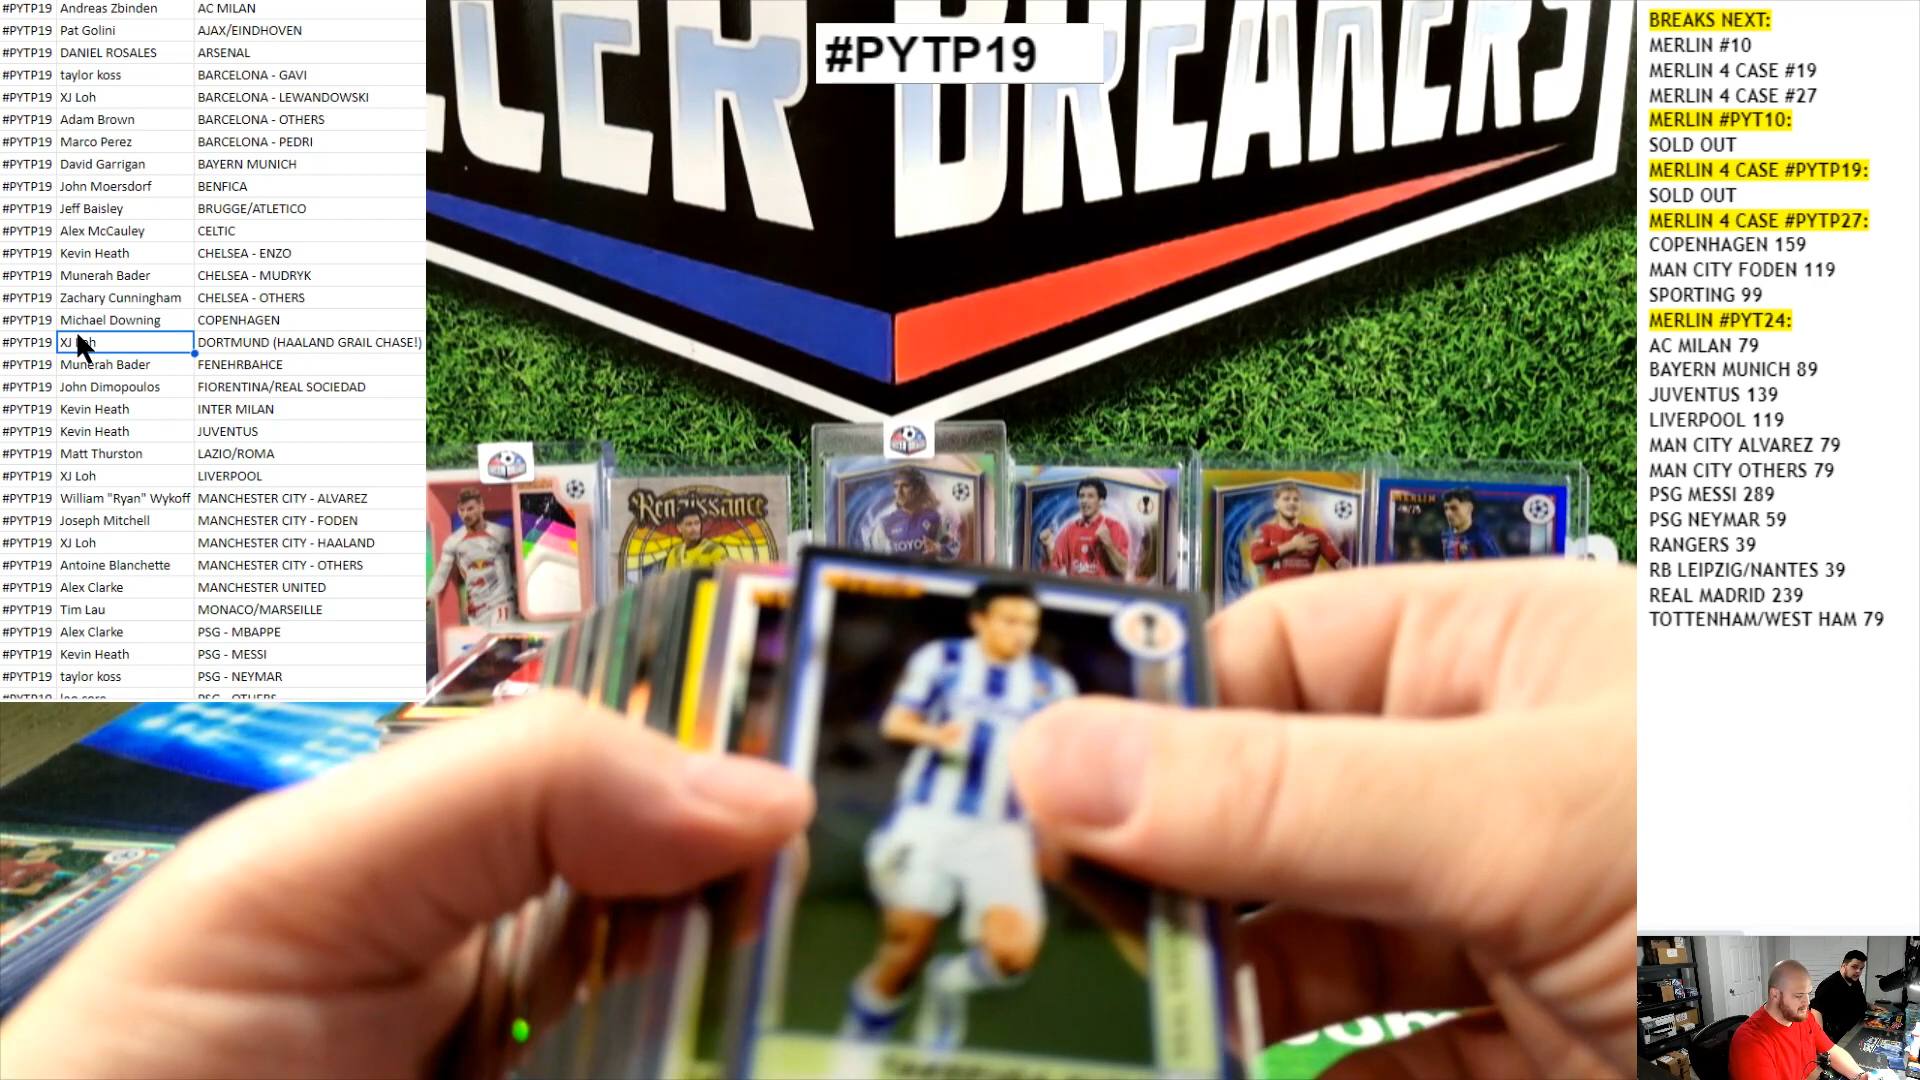 #PYTP19 Andreas Zbinden AC MILAN
#PYTP19 Pat Golini AJAX/EINDHOVEN
#PYTP19 DANIEL ROSALES ARSENAL
#PYTP19 taylor koss BARCELONA - GAVI
#PYTP19 XJ Loh BARCELONA - LEWANDOWSKI
#PYTP19 Adam Brown BARCELONA - OTHERS
#PYTP19 Marco Perez BARCELONA - PEDRI
#PYTP19 David Garrigan BAYERN MUNICH
#PYTP19 John Moersdorf BENFICA
#PYTP19 Jeff Baisley BRUGGE/ATLETICO
#PYTP19 Alex McCauley CELTIC
#PYTP19 Kevin Heath CHELSEA - ENZO
#PYTP19 Munerah Bader CHELSEA - MUDRYK
#PYTP19 Zachary Cunningham CHELSEA - OTHERS
#PYTP19 Michael Downing COPENHAGEN
#PYTP19 XJ Loh DORTMUND (HAALAND GRAIL CHASE!)
#PYTP19 Munerah Bader FENEHRBAHCE
#PYTP19 John Dimopoulos FIORENTINA/REAL SOCIEDAD
#PYTP19 Kevin Heath INTER MILAN
#PYTP19 Kevin Heath JUVENTUS
#PYTP19 Matt Thurston LAZIO/ROMA
#PYTP19 XJ Loh LIVERPOOL
#PYTP19 William "Ryan" Wykoff MANCHESTER CITY - ALVAREZ
#PYTP19 Joseph Mitchell MANCHESTER CITY - FODEN
#PYTP19 XJ Loh MANCHESTER CITY - HAALAND
#PYTP19 Antoine Blanchette MANCHESTER CITY - OTHERS
#PYTP19 Alex Clarke MANCHESTER UNITED
#PYTP19 Tim Lau MONACO/MARSEILLE
#PYTP19 Alex Clarke PSG - MBAPPE
#PYTP19 Kevin Heath PSG - MESSI
#PYTP19 taylor koss PSG - NEYMAR
#PYTP19 PSG - OTHERS
#PYTP19
BREAKERS
Renaissance
MERLIN
BREAKS NEXT:
MERLIN #10
MERLIN 4 CASE #19
MERLIN 4 CASE #27
MERLIN #PYT10:
SOLD OUT
MERLIN 4 CASE #PYTP19:
SOLD OUT
MERLIN 4 CASE #PYTP27:
COPENHAGEN 159
MAN CITY FODEN 119
SPORTING 99
MERLIN #PYT24:
AC MILAN 79
BAYERN MUNICH 89
JUVENTUS 139
LIVERPOOL 119
MAN CITY ALVAREZ 79
MAN CITY OTHERS 79
PSG MESSI 289
PSG NEYMAR 59
RANGERS 39
RB LEIPZIG/NANTES 39
REAL MADRID 239
TOTTENHAM/WEST HAM 79